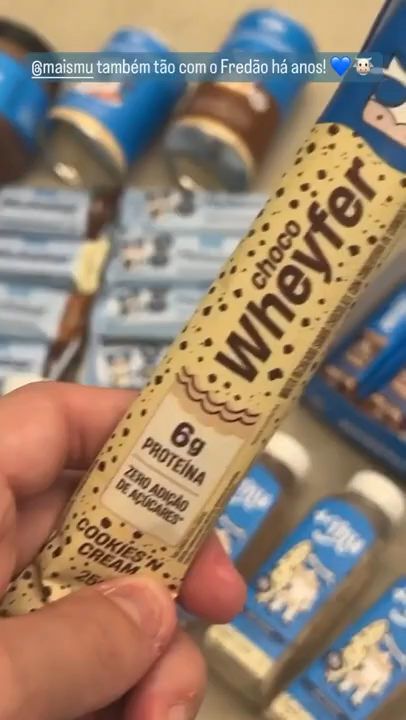 @maismu também tão com o Fredão há anos! 💙🐮
choco
Wheyfer
6g
PROTEÍNA
ZERO ADIÇÃO
DE AÇÚCARES*
COOKIES'N
CREAM